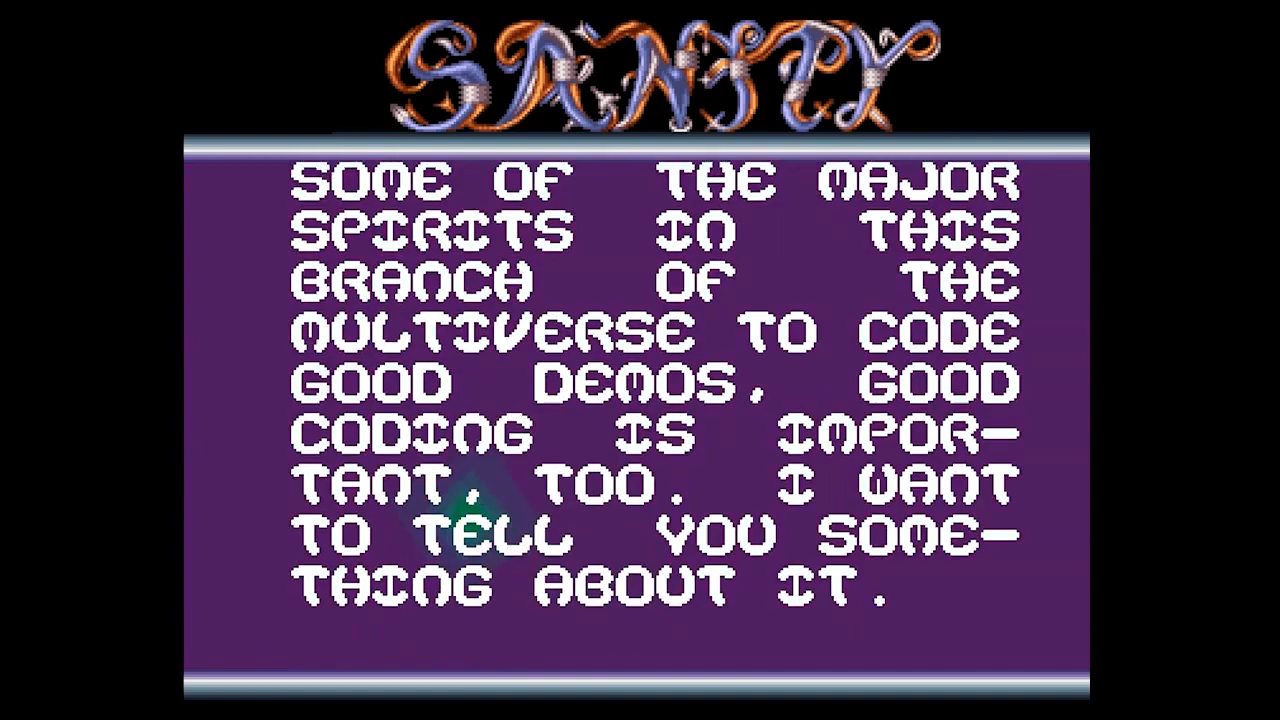 SANITY
SOME OF THE MAJOR
SPIRITS IN THIS
BRANCH OF THE
MULTIVERSE TO CODE
GOOD DEMOS. GOOD
CODING IS IMPOR-
TANT, TOO. I WANT
TO TELL YOU SOME-
THING ABOUT IT.